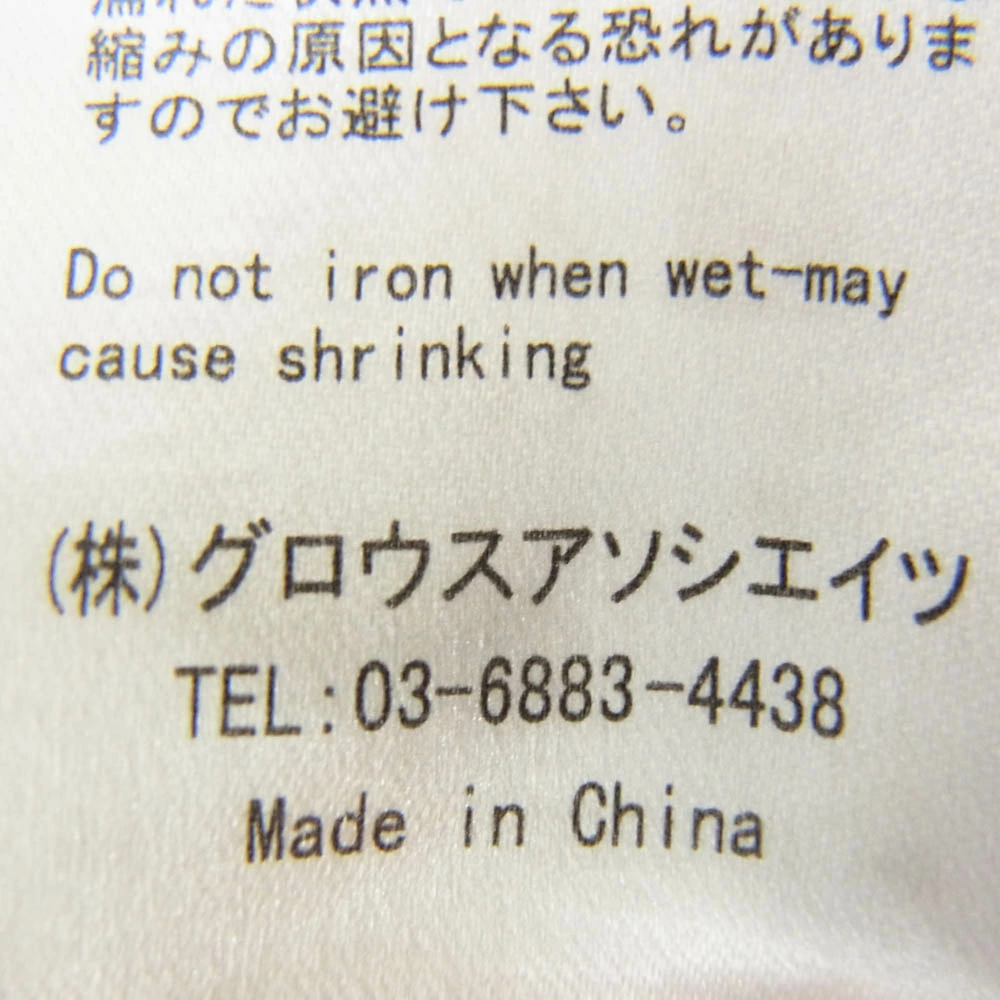 縮みの原因となる恐れがありま
すのでお避け下さい。
Do not iron when wet-may
cause shrinking
(株)グロウスアソシエイツ
TEL:03-6883-4438
Made in China